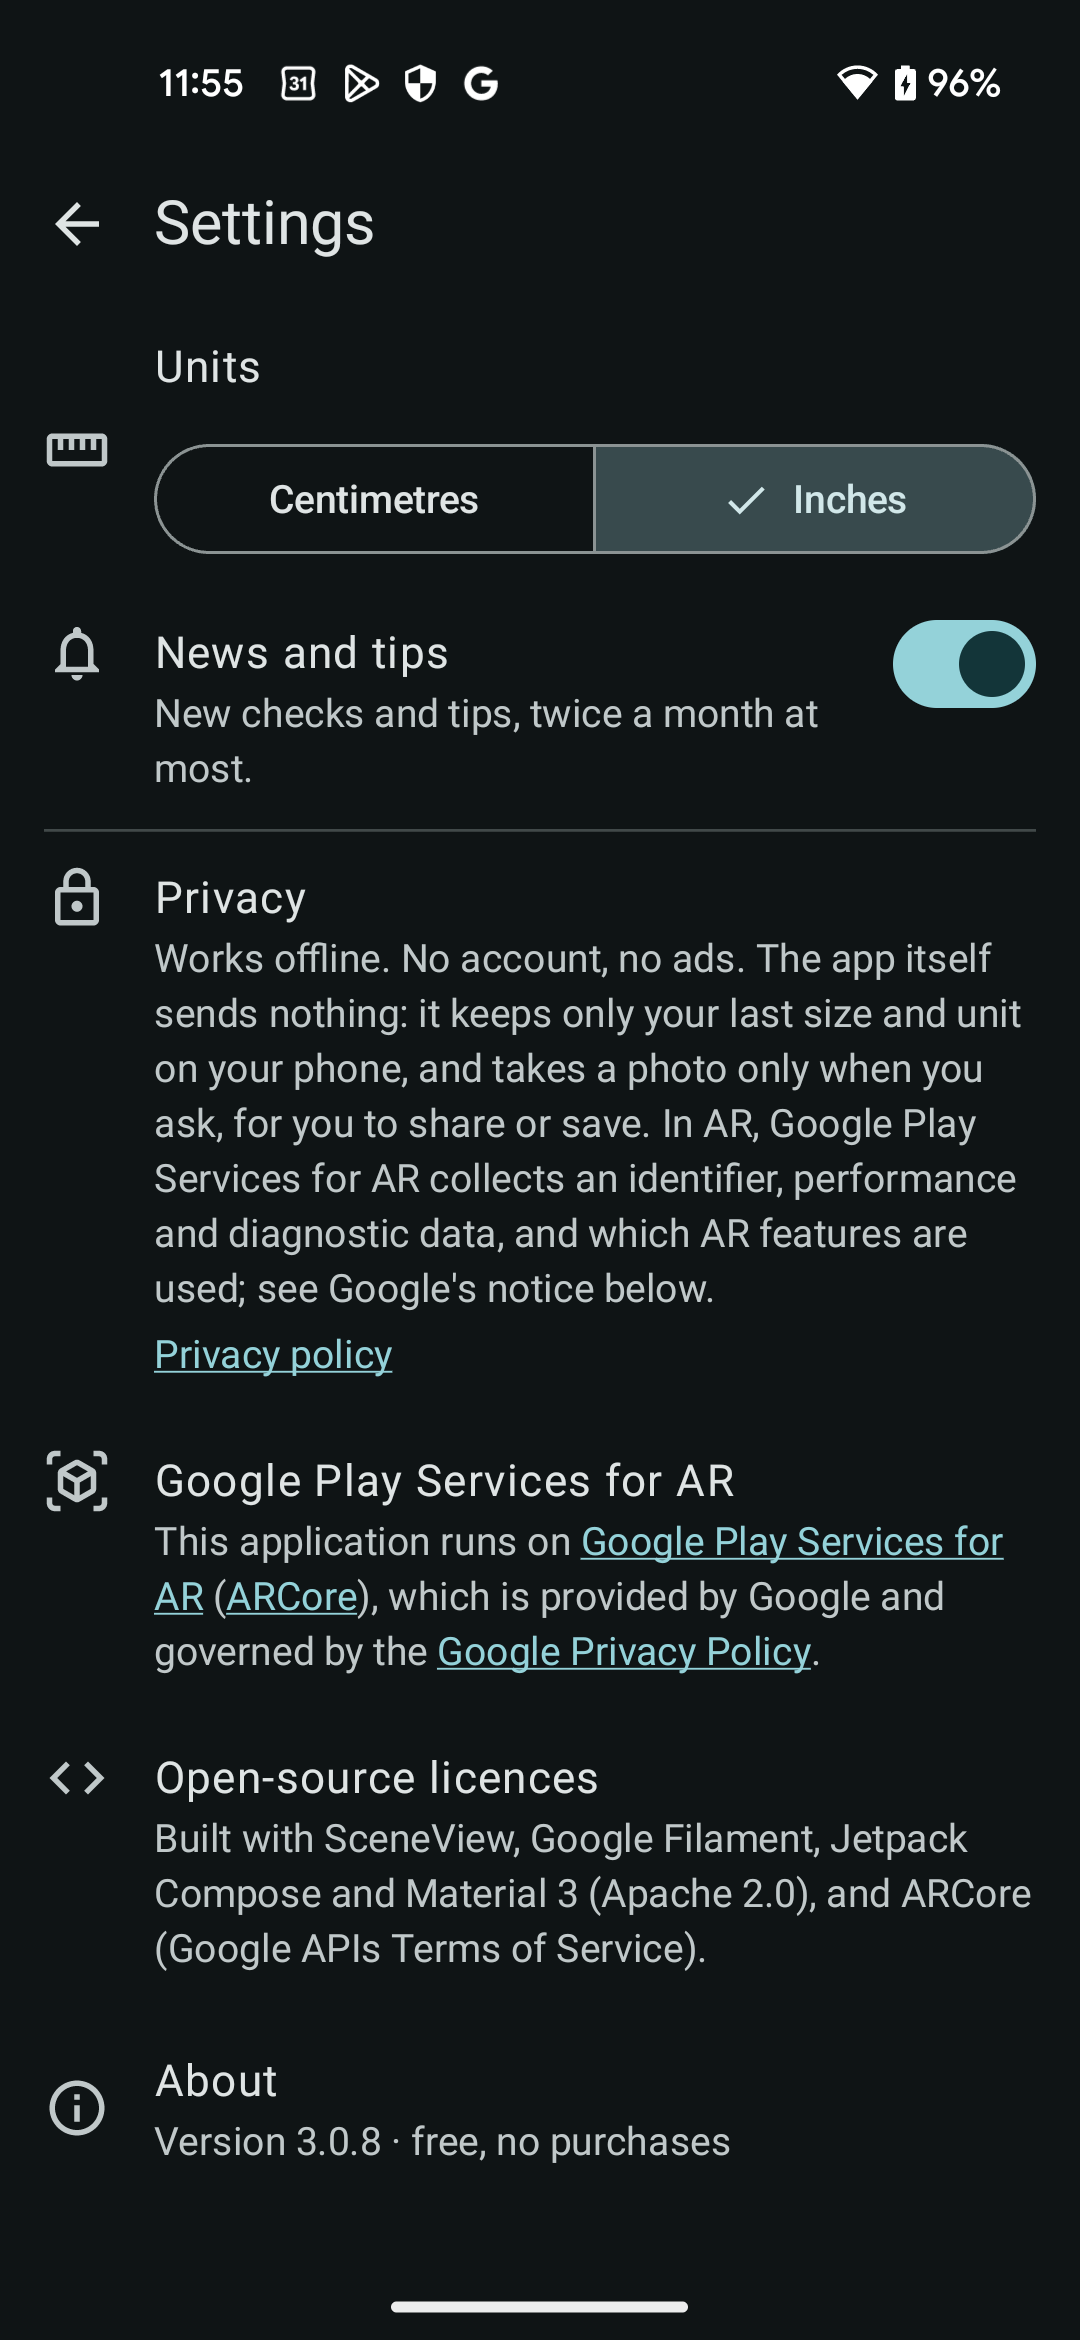 11:55 31 G 96%
Settings
Units
Centimetres Inches
News and tips
New checks and tips, twice a month at
most.
Privacy
Works offline. No account, no ads. The app itself
sends nothing: it keeps only your last size and unit
on your phone, and takes a photo only when you
ask, for you to share or save. In AR, Google Play
Services for AR collects an identifier, performance
and diagnostic data, and which AR features are
used; see Google's notice below.
Privacy policy
Google Play Services for AR
This application runs on Google Play Services for
AR (ARCore), which is provided by Google and
governed by the Google Privacy Policy.
Open-source licences
Built with SceneView, Google Filament, Jetpack
Compose and Material 3 (Apache 2.0), and ARCore
(Google APIs Terms of Service).
About
Version 3.0.8 · free, no purchases